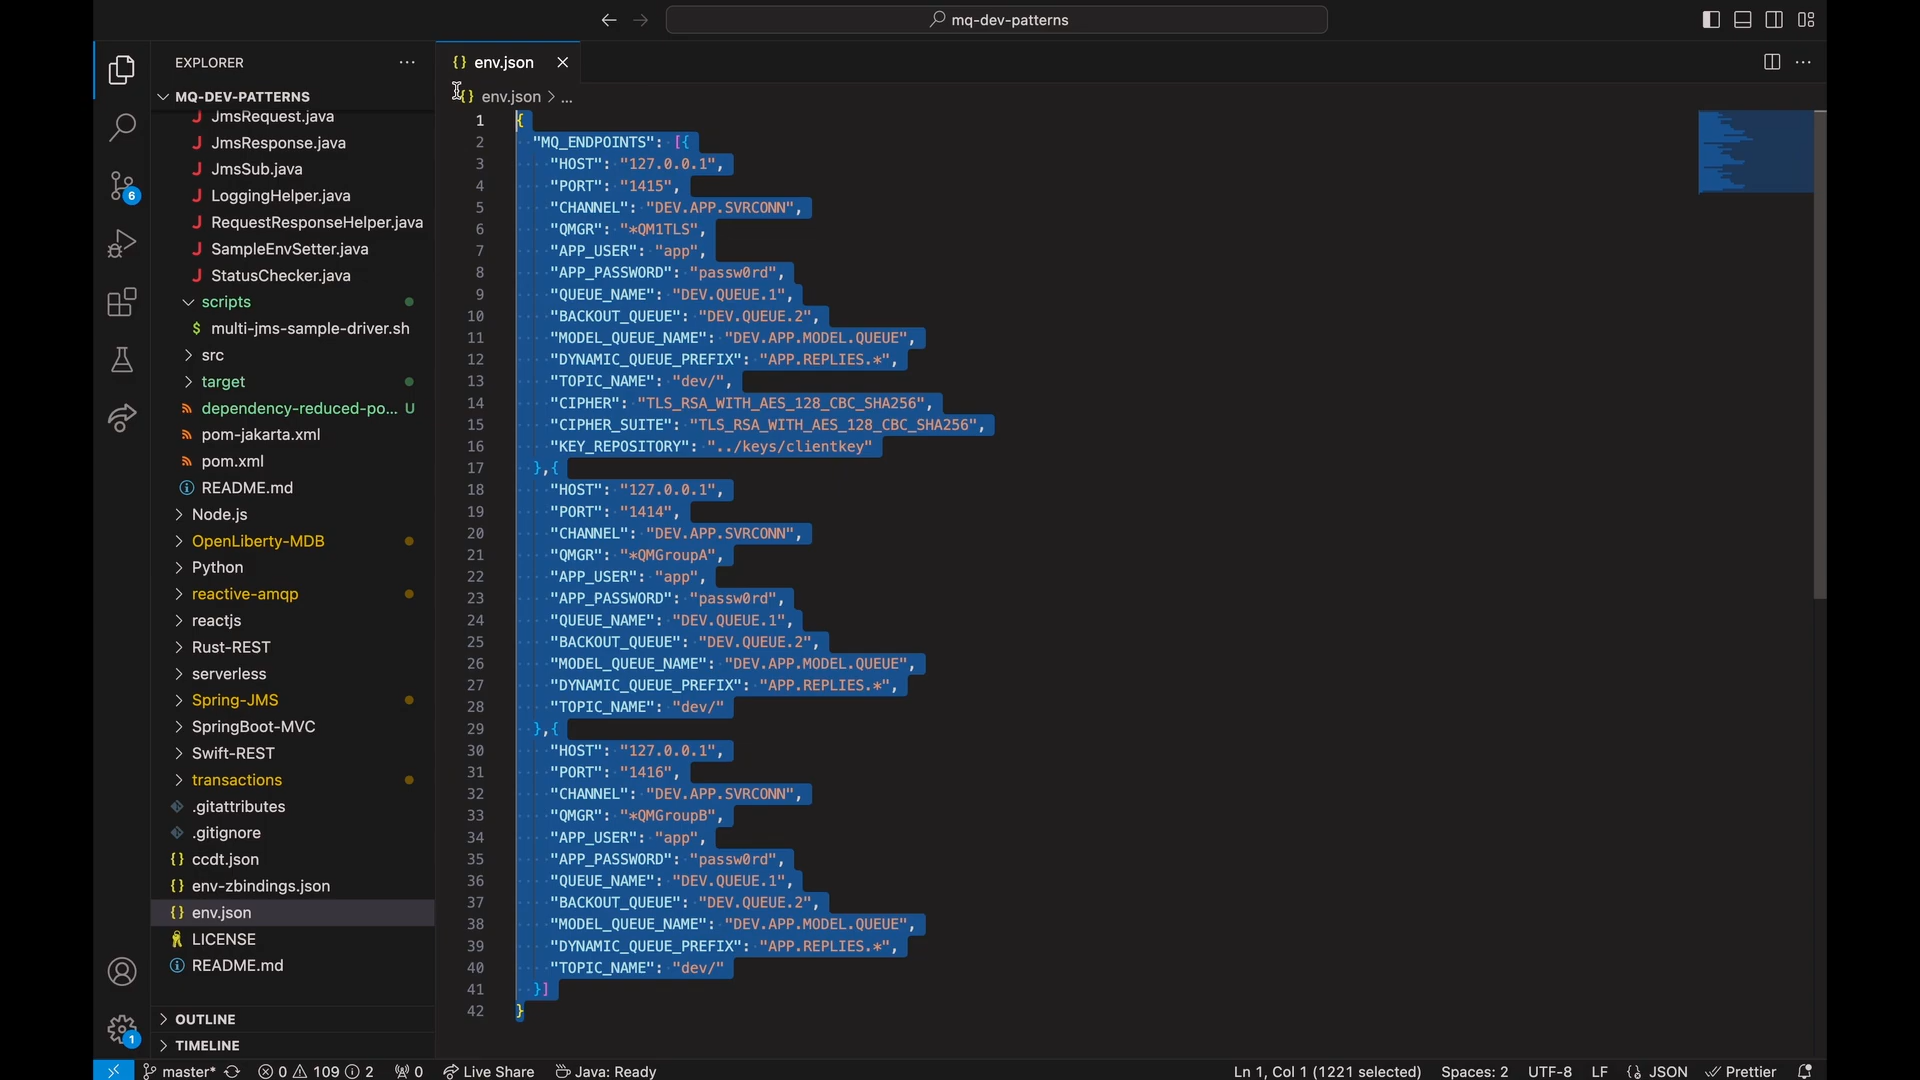 mq-dev-patterns
EXPLORER
MQ-DEV-PATTERNS
JmsRequest.java
JmsResponse.java
JmsSub.java
LoggingHelper.java
RequestResponseHelper.java
SampleEnvSetter.java
StatusChecker.java
scripts
$ multi-jms-sample-driver.sh
src
target
dependency-reduced-po... U
pom-jakarta.xml
pom.xml
README.md
Node.js
OpenLiberty-MDB
Python
reactive-amqp
reactjs
Rust-REST
serverless
Spring-JMS
SpringBoot-MVC
Swift-REST
transactions
.gitattributes
.gitignore
{} ccdt.json
{} env-zbindings.json
{} env.json
LICENSE
README.md
OUTLINE
TIMELINE
6
1
{} env.json
{} env.json > ...
1 {
2 "MQ_ENDPOINTS": [{
3 "HOST": "127.0.0.1",
4 "PORT": "1415",
5 "CHANNEL": "DEV.APP.SVRCONN",
6 "QMGR": "*QM1TLS",
7 "APP_USER": "app",
8 "APP_PASSWORD": "passw0rd",
9 "QUEUE_NAME": "DEV.QUEUE.1",
10 "BACKOUT_QUEUE": "DEV.QUEUE.2",
11 "MODEL_QUEUE_NAME": "DEV.APP.MODEL.QUEUE",
12 "DYNAMIC_QUEUE_PREFIX": "APP.REPLIES.*",
13 "TOPIC_NAME": "dev/",
14 "CIPHER": "TLS_RSA_WITH_AES_128_CBC_SHA256",
15 "CIPHER_SUITE": "TLS_RSA_WITH_AES_128_CBC_SHA256",
16 "KEY_REPOSITORY": "../keys/clientkey"
17 },{
18 "HOST": "127.0.0.1",
19 "PORT": "1414",
20 "CHANNEL": "DEV.APP.SVRCONN",
21 "QMGR": "*QMGroupA",
22 "APP_USER": "app",
23 "APP_PASSWORD": "passw0rd",
24 "QUEUE_NAME": "DEV.QUEUE.1",
25 "BACKOUT_QUEUE": "DEV.QUEUE.2",
26 "MODEL_QUEUE_NAME": "DEV.APP.MODEL.QUEUE",
27 "DYNAMIC_QUEUE_PREFIX": "APP.REPLIES.*",
28 "TOPIC_NAME": "dev/"
29 },{
30 "HOST": "127.0.0.1",
31 "PORT": "1416",
32 "CHANNEL": "DEV.APP.SVRCONN",
33 "QMGR": "*QMGroupB",
34 "APP_USER": "app",
35 "APP_PASSWORD": "passw0rd",
36 "QUEUE_NAME": "DEV.QUEUE.1",
37 "BACKOUT_QUEUE": "DEV.QUEUE.2",
38 "MODEL_QUEUE_NAME": "DEV.APP.MODEL.QUEUE",
39 "DYNAMIC_QUEUE_PREFIX": "APP.REPLIES.*",
40 "TOPIC_NAME": "dev/"
41 }]
42 }
master* 0 109 2 0 Live Share Java: Ready Ln 1, Col 1 (1221 selected) Spaces: 2 UTF-8 LF {} JSON Prettier